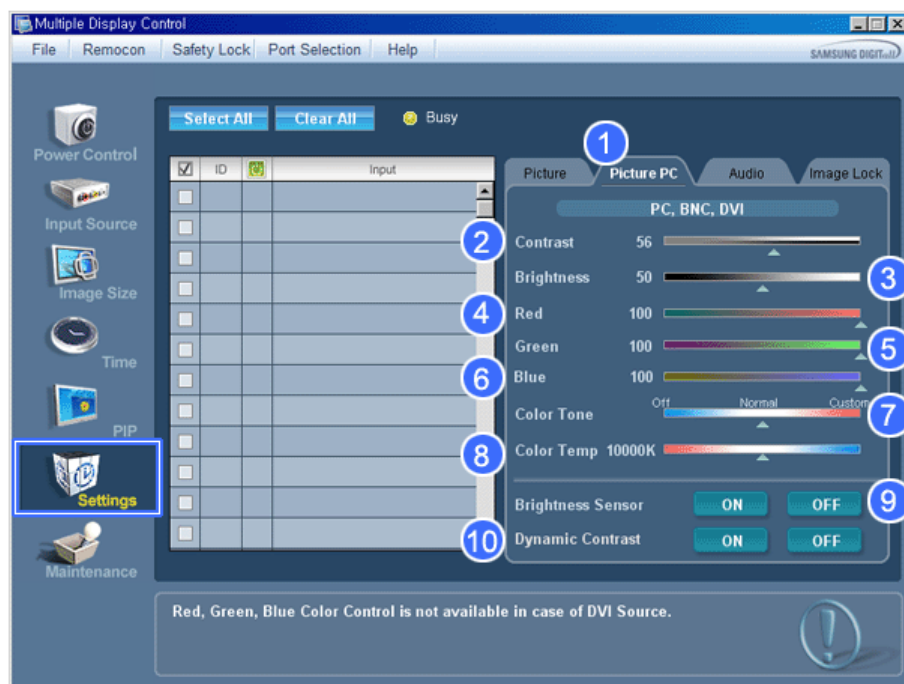 Multiple Display Control
File Remocon Safety Lock Port Selection Help
SAMSUNG DIGITall
Select All Clear All Busy
Power Control
Input Source
Image Size
Time
PIP
Settings
Maintenance
ID Input
1
Picture Picture PC Audio Image Lock
PC, BNC, DVI
2 Contrast 56
Brightness 50 3
4 Red 100
Green 100 5
6 Blue 100
Off Normal Custom
Color Tone 7
8 Color Temp 10000K
Brightness Sensor ON OFF 9
10 Dynamic Contrast ON OFF
Red, Green, Blue Color Control is not available in case of DVI Source.